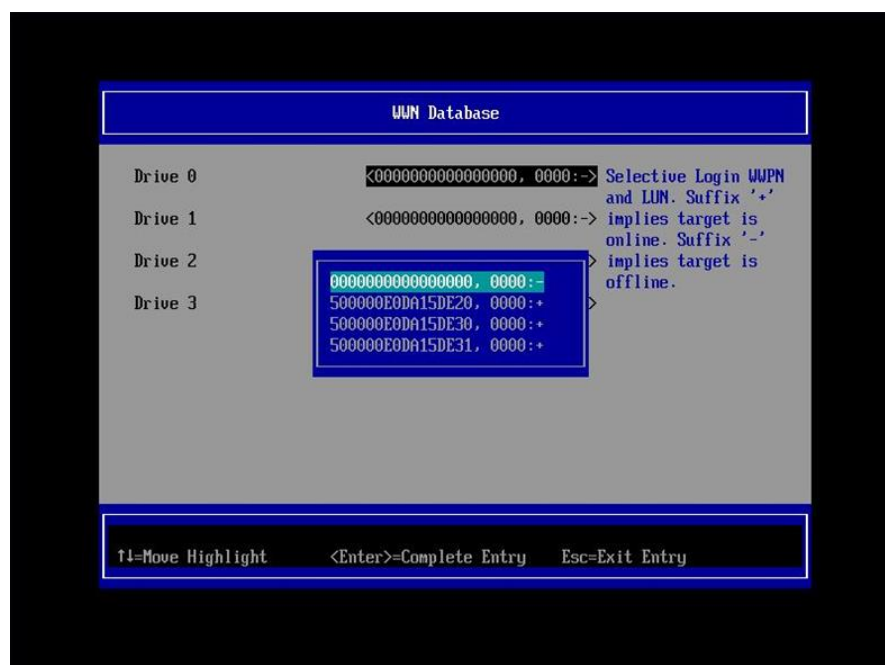 WWN Database
Drive 0 <0000000000000000, 0000:-> Selective Login WWPN
and LUN. Suffix '+'
Drive 1 <0000000000000000, 0000:-> implies target is
online. Suffix '-'
Drive 2 > implies target is
0000000000000000, 0000:- offline.
Drive 3 500000E0DA15DE20, 0000:+ >
500000E0DA15DE30, 0000:+
500000E0DA15DE31, 0000:+
↑↓=Move Highlight <Enter>=Complete Entry Esc=Exit Entry